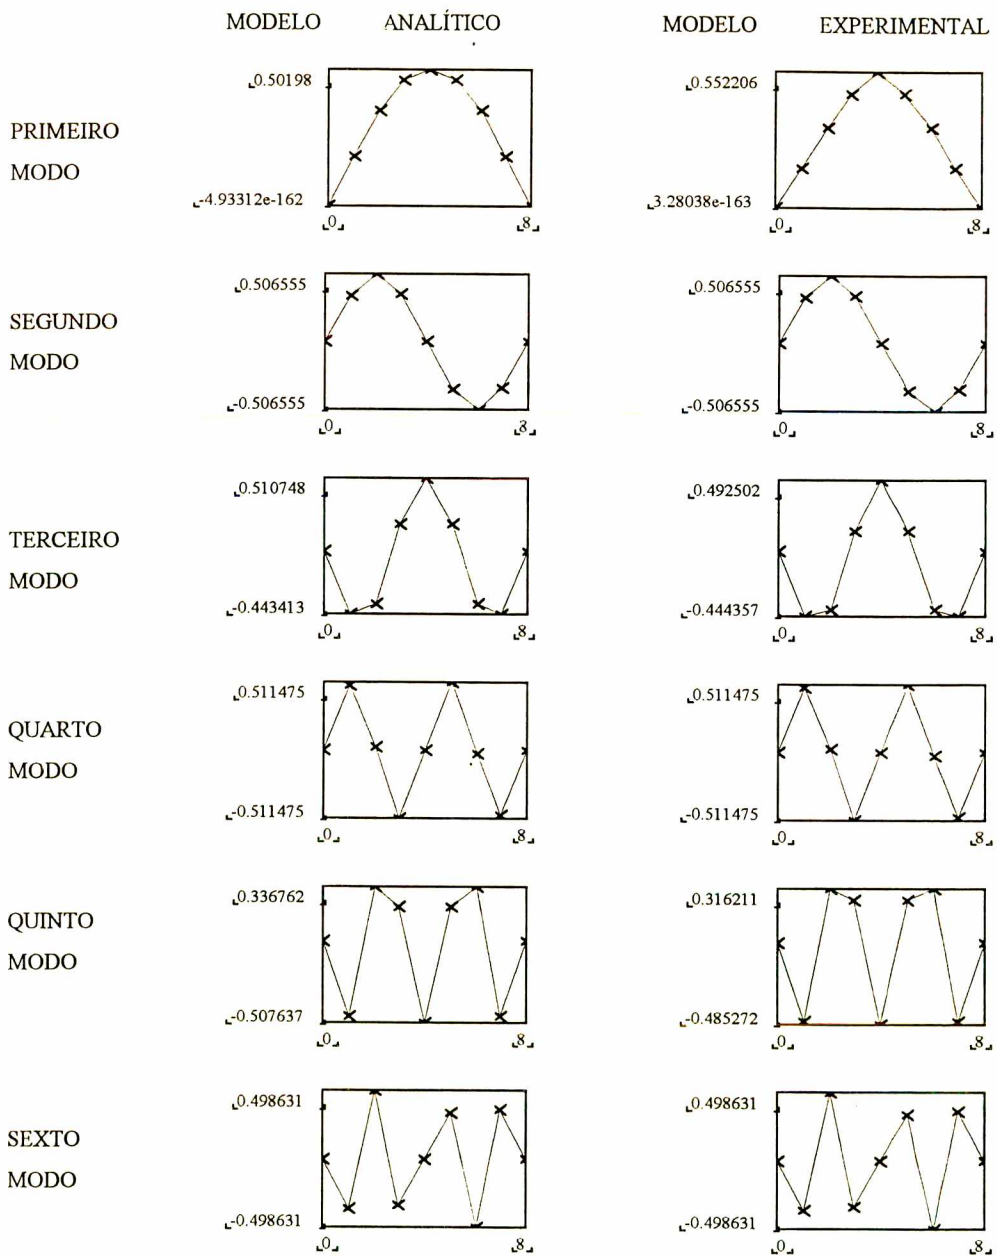 MODELO ANALÍTICO MODELO EXPERIMENTAL
PRIMEIRO
MODO
0.50198
-4.93312e-162
0 8
0.552206
3.28038e-163
0 8
SEGUNDO
MODO
0.506555
-0.506555
0 8
0.506555
-0.506555
0 8
TERCEIRO
MODO
0.510748
-0.443413
0 8
0.492502
-0.444357
0 8
QUARTO
MODO
0.511475
-0.511475
0 8
0.511475
-0.511475
0 8
QUINTO
MODO
0.336762
-0.507637
0 8
0.316211
-0.485272
0 8
SEXTO
MODO
0.498631
-0.498631
0 8
0.498631
-0.498631
0 8